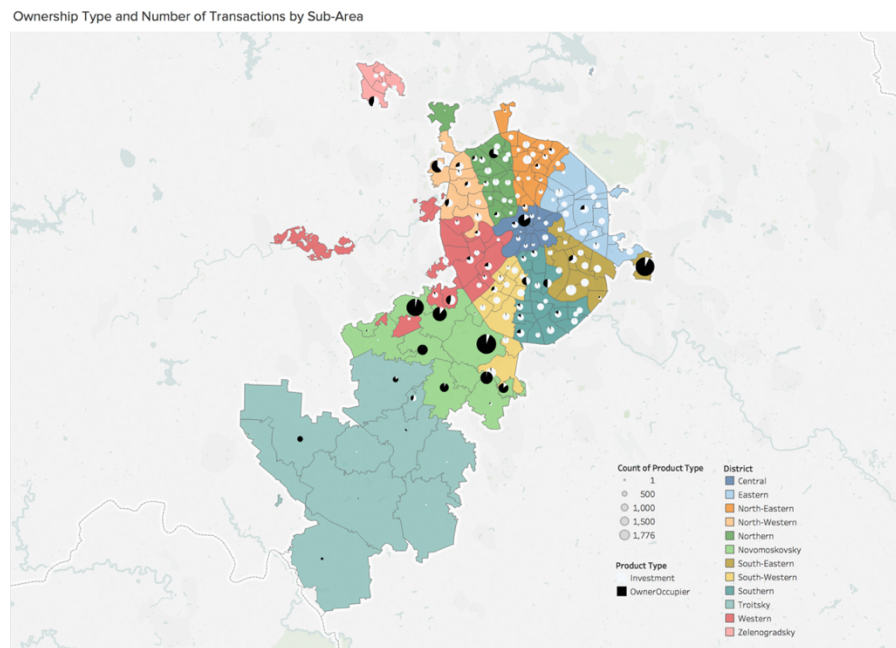 Ownership Type and Number of Transactions by Sub-Area
Count of Product Type
1
500
1,000
1,500
1,776
Product Type
Investment
OwnerOccupier
District
Central
Eastern
North-Eastern
North-Western
Northern
Novomoskovsky
South-Eastern
South-Western
Southern
Troitsky
Western
Zelenogradsky